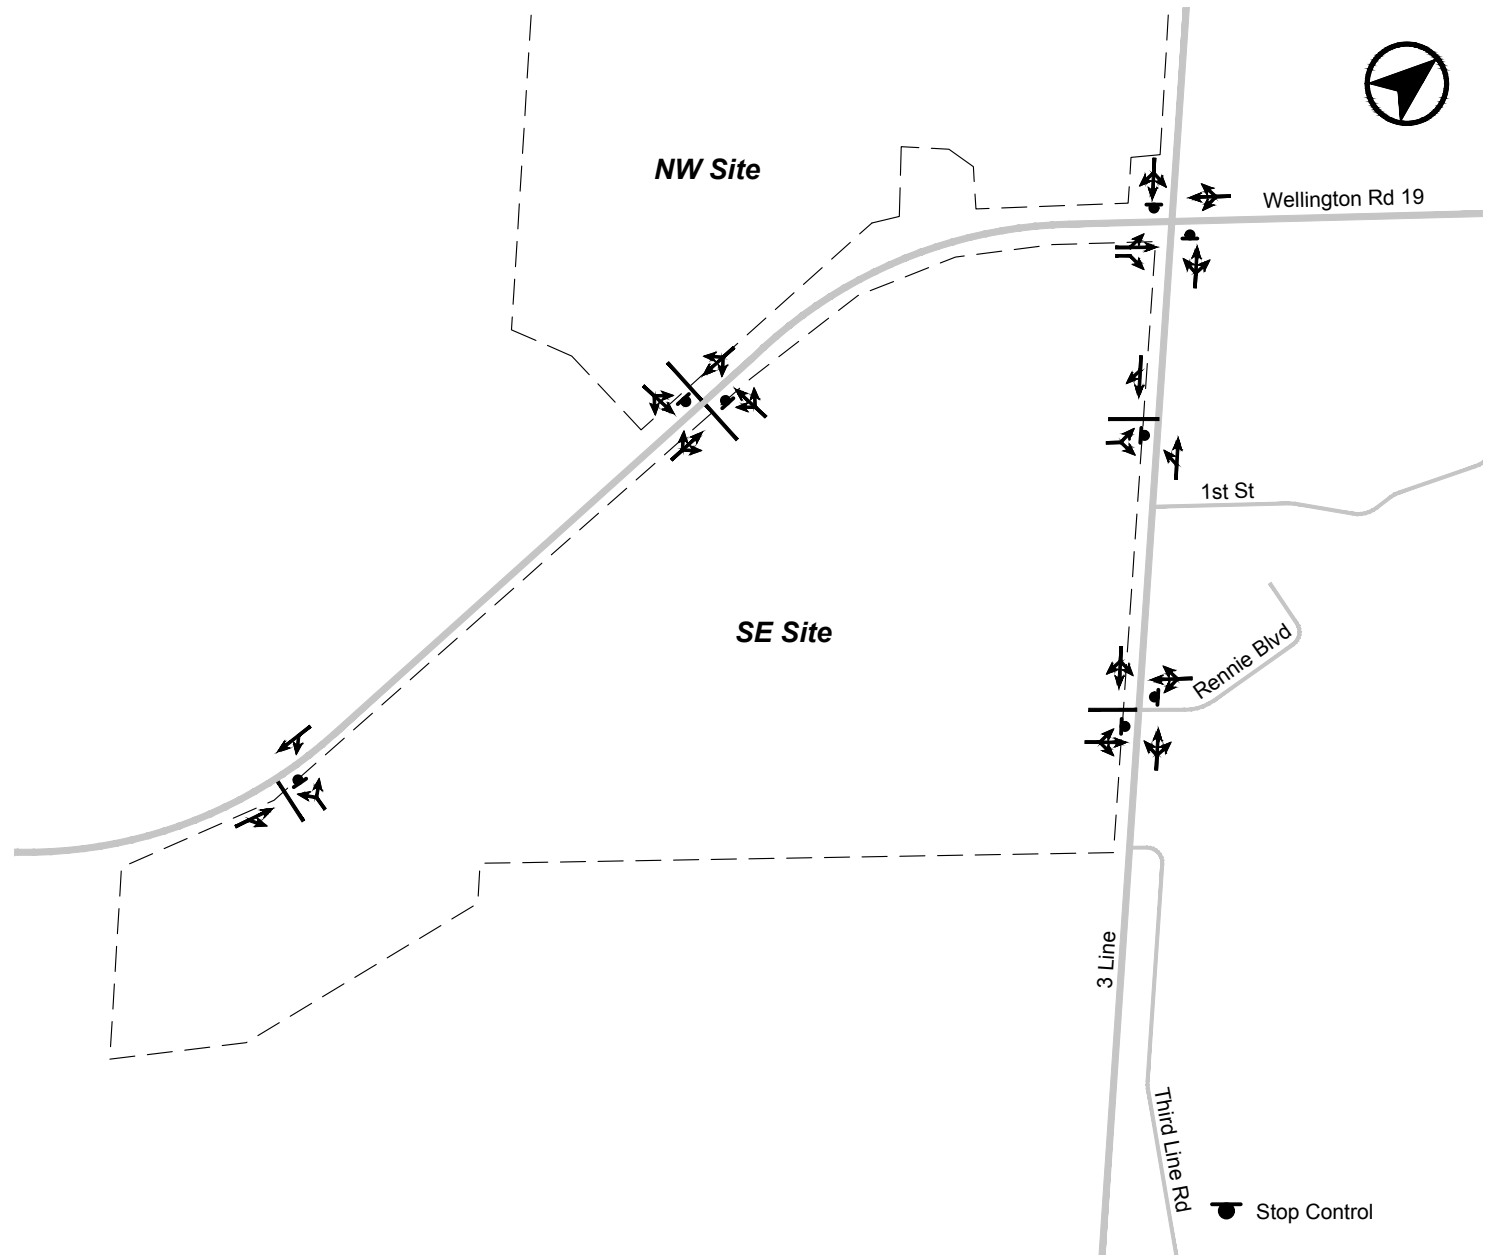 NW Site
Wellington Rd 19
1st St
SE Site
Rennie Blvd
3 Line
Third Line Rd
Stop Control